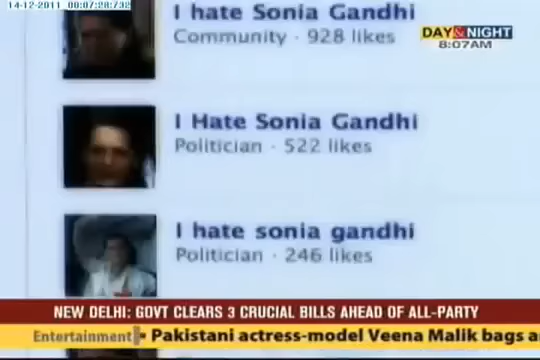 14-12-2011 00:07:20:732
I hate Sonia Gandhi
Community · 928 likes
DAY&NIGHT
8:07AM
I Hate Sonia Gandhi
Politician · 522 likes
I hate sonia gandhi
Politician · 246 likes
NEW DELHI: GOVT CLEARS 3 CRUCIAL BILLS AHEAD OF ALL-PARTY
Entertainment Pakistani actress-model Veena Malik bags a